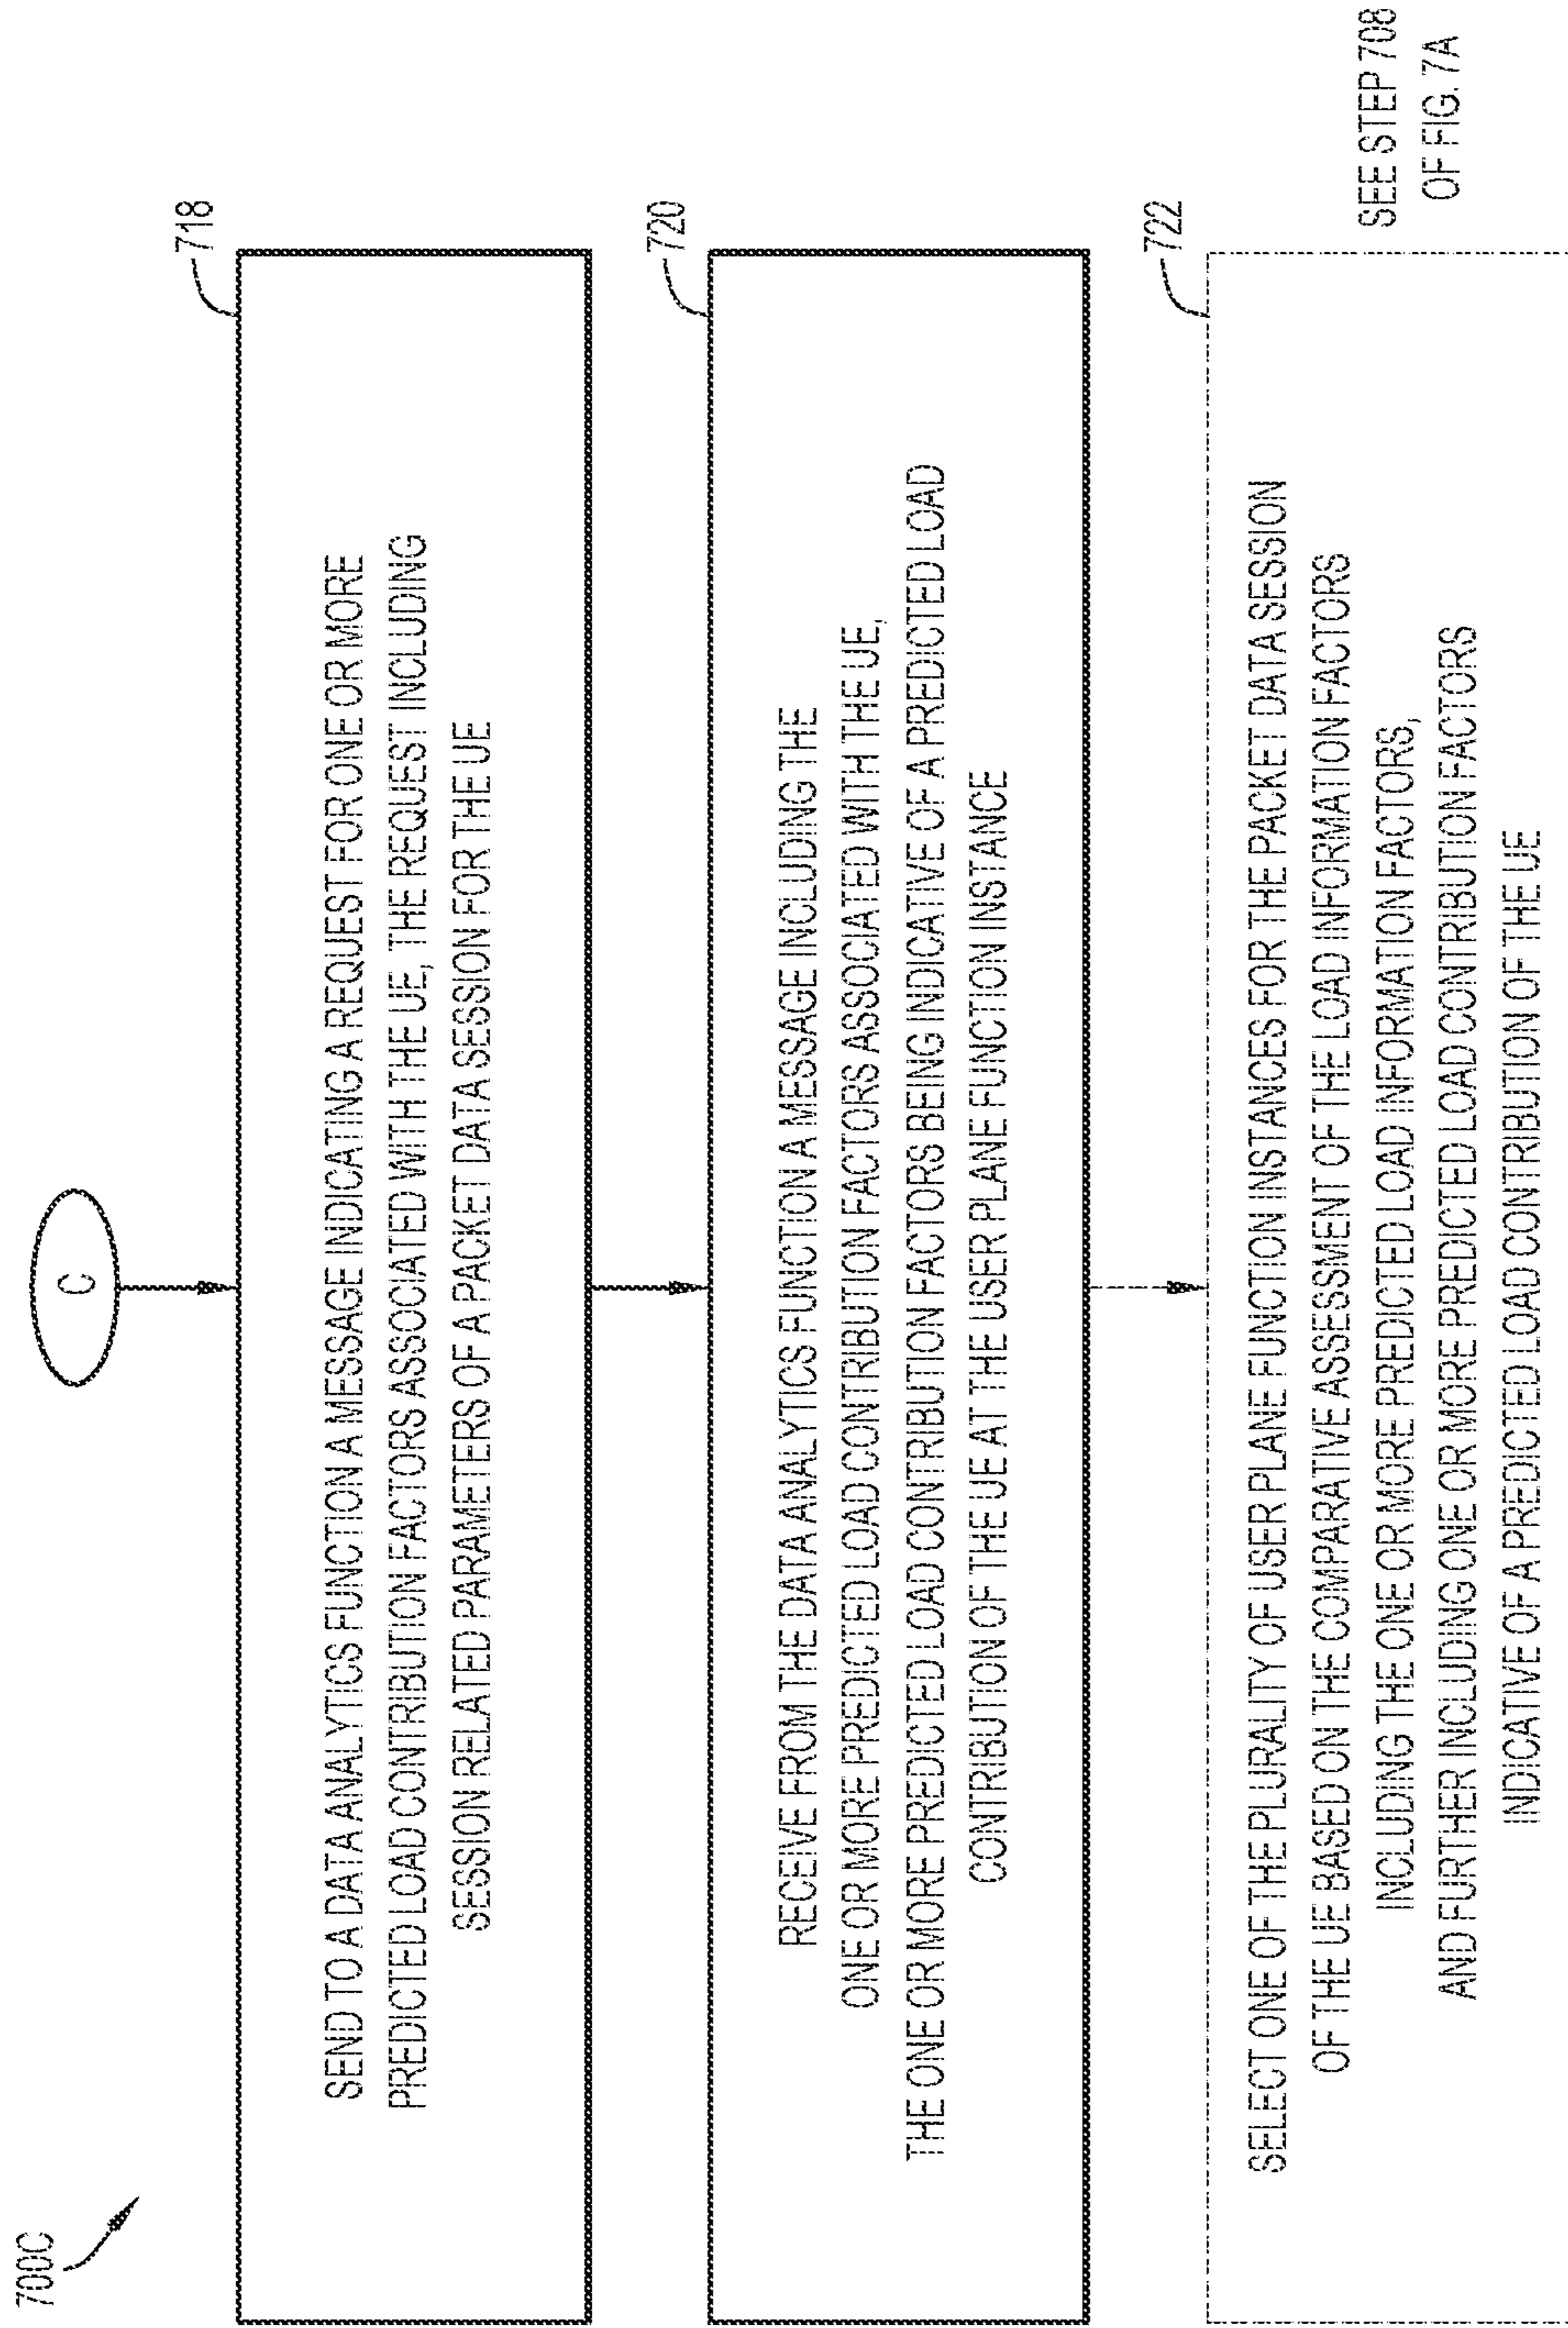 700C
C
718
SEND TO A DATA ANALYTICS FUNCTION A MESSAGE INDICATING A REQUEST FOR ONE OR MORE
PREDICTED LOAD CONTRIBUTION FACTORS ASSOCIATED WITH THE UE, THE REQUEST INCLUDING
SESSION RELATED PARAMETERS OF A PACKET DATA SESSION FOR THE UE
720
RECEIVE FROM THE DATA ANALYTICS FUNCTION A MESSAGE INCLUDING THE
ONE OR MORE PREDICTED LOAD CONTRIBUTION FACTORS ASSOCIATED WITH THE UE,
THE ONE OR MORE PREDICTED LOAD CONTRIBUTION FACTORS BEING INDICATIVE OF A PREDICTED LOAD
CONTRIBUTION OF THE UE AT THE USER PLANE FUNCTION INSTANCE
722
SELECT ONE OF THE PLURALITY OF USER PLANE FUNCTION INSTANCES FOR THE PACKET DATA SESSION
OF THE UE BASED ON THE COMPARATIVE ASSESSMENT OF THE LOAD INFORMATION FACTORS
INCLUDING THE ONE OR MORE PREDICTED LOAD INFORMATION FACTORS,
AND FURTHER INCLUDING ONE OR MORE PREDICTED LOAD CONTRIBUTION FACTORS
INDICATIVE OF A PREDICTED LOAD CONTRIBUTION OF THE UE
SEE STEP 708
OF FIG. 7A